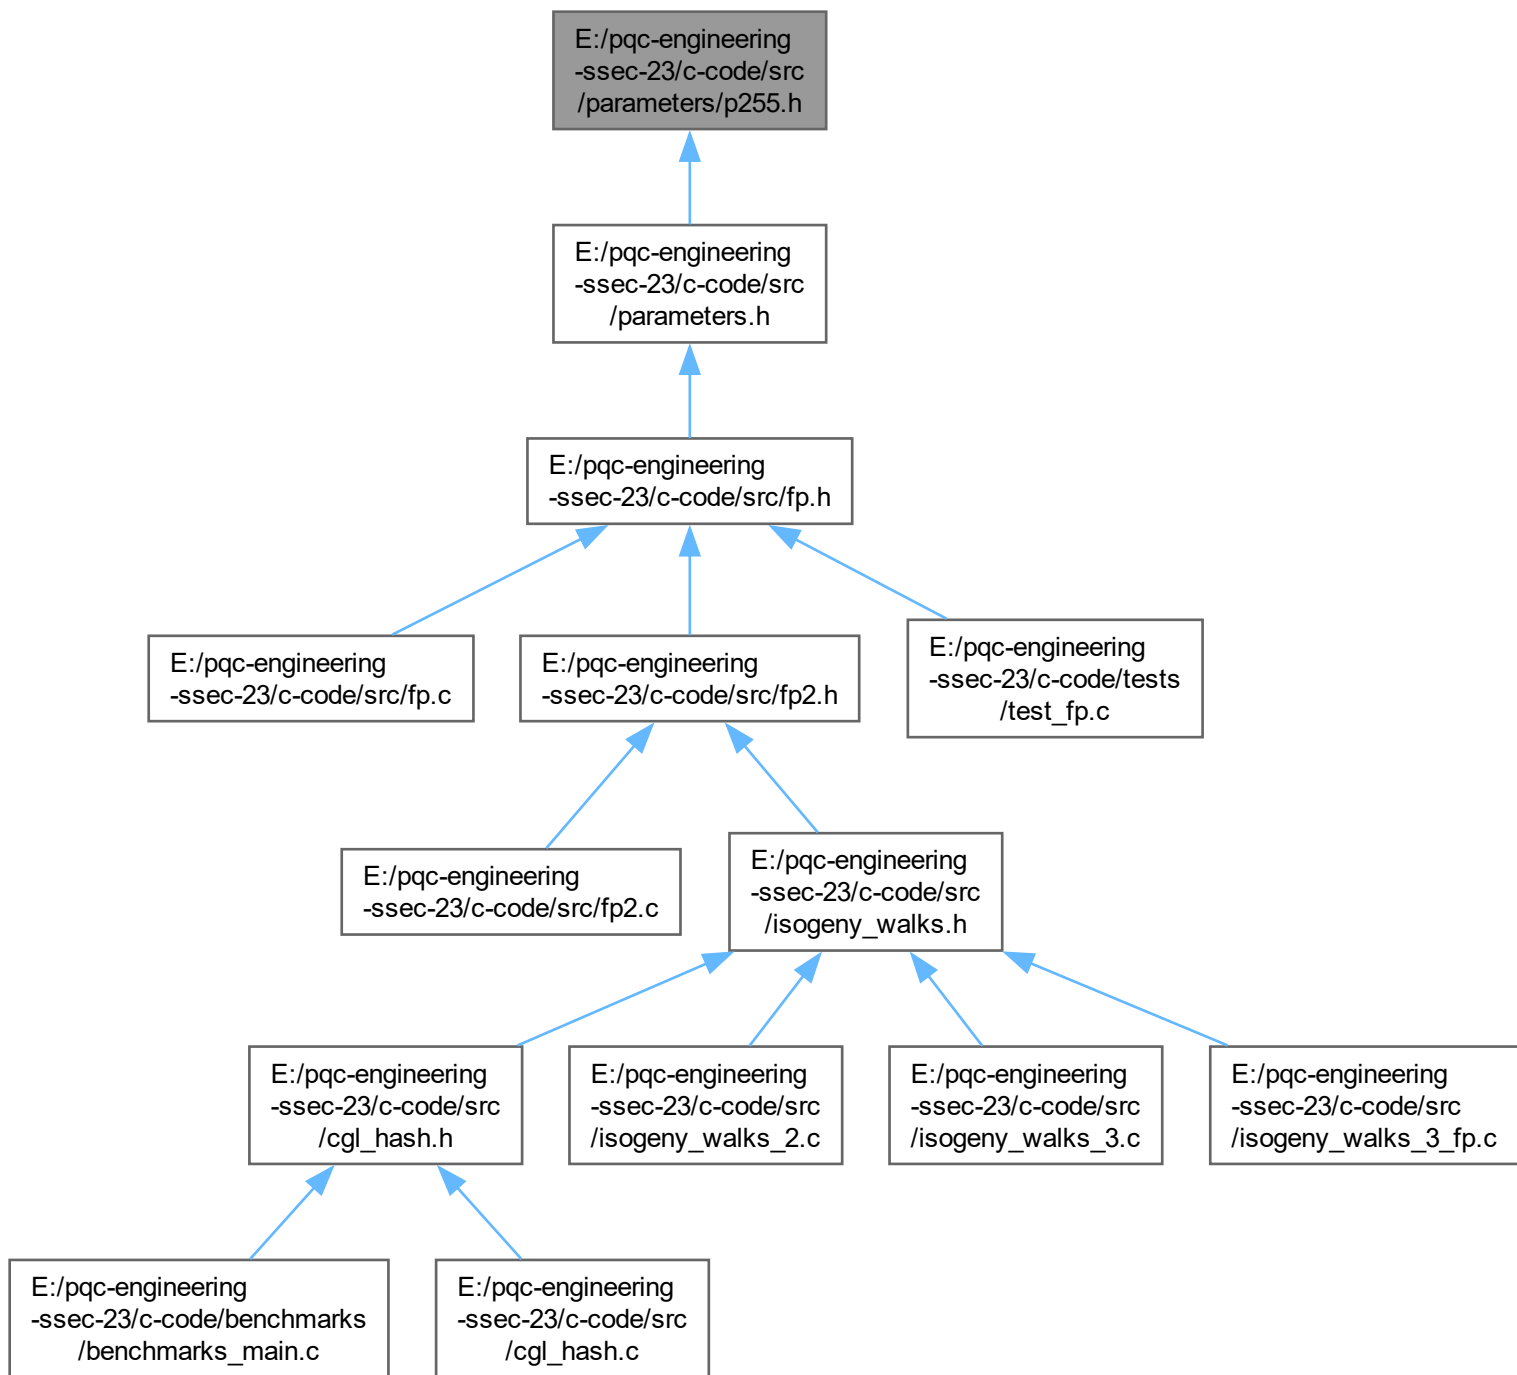 E:/pqc-engineering
-ssec-23/c-code/src
/parameters/p255.h
E:/pqc-engineering
-ssec-23/c-code/src
/parameters.h
E:/pqc-engineering
-ssec-23/c-code/src/fp.h
E:/pqc-engineering
-ssec-23/c-code/src/fp.c
E:/pqc-engineering
-ssec-23/c-code/src/fp2.h
E:/pqc-engineering
-ssec-23/c-code/tests
/test_fp.c
E:/pqc-engineering
-ssec-23/c-code/src/fp2.c
E:/pqc-engineering
-ssec-23/c-code/src
/isogeny_walks.h
E:/pqc-engineering
-ssec-23/c-code/src
/cgl_hash.h
E:/pqc-engineering
-ssec-23/c-code/src
/isogeny_walks_2.c
E:/pqc-engineering
-ssec-23/c-code/src
/isogeny_walks_3.c
E:/pqc-engineering
-ssec-23/c-code/src
/isogeny_walks_3_fp.c
E:/pqc-engineering
-ssec-23/c-code/benchmarks
/benchmarks_main.c
E:/pqc-engineering
-ssec-23/c-code/src
/cgl_hash.c